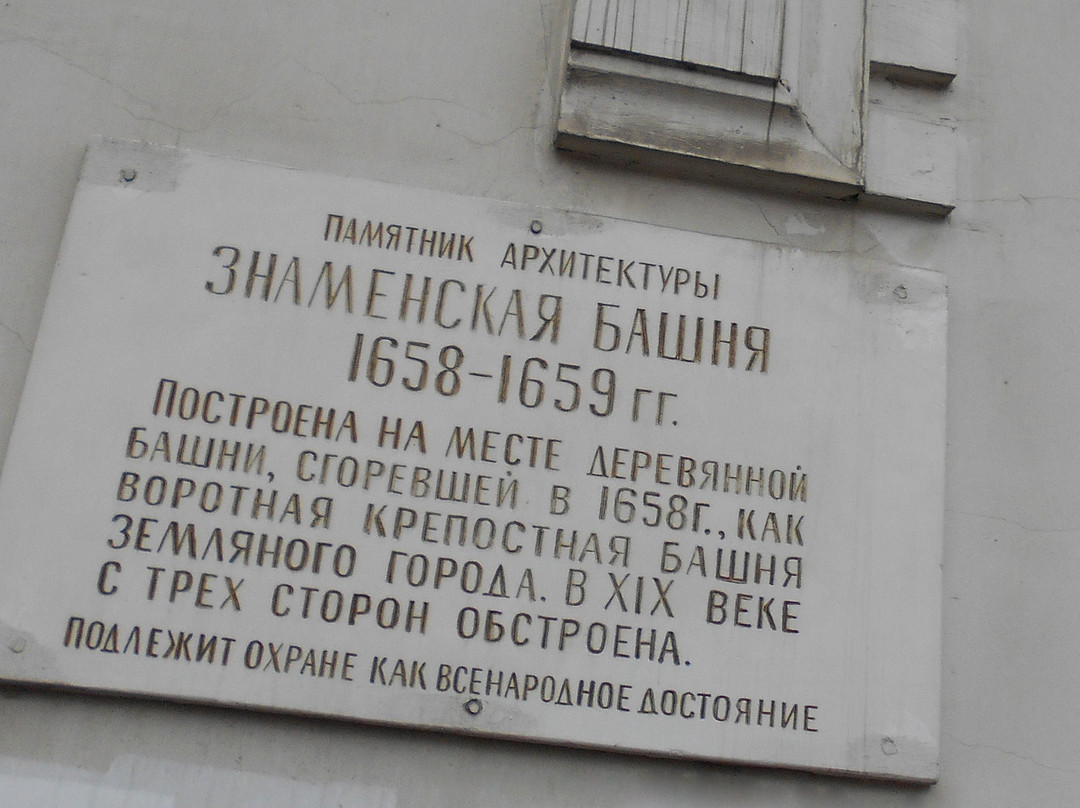 ПАМЯТНИК АРХИТЕКТУРЫ
ЗНАМЕНСКАЯ БАШНЯ
1658-1659 гг.
ПОСТРОЕНА НА МЕСТЕ ДЕРЕВЯННОЙ
БАШНИ, СГОРЕВШЕЙ В 1658г., КАК
ВОРОТНАЯ КРЕПОСТНАЯ БАШНЯ
ЗЕМЛЯНОГО ГОРОДА. В XIX ВЕКЕ
С ТРЕХ СТОРОН ОБСТРОЕНА.
ПОДЛЕЖИТ ОХРАНЕ КАК ВСЕНАРОДНОЕ ДОСТОЯНИЕ